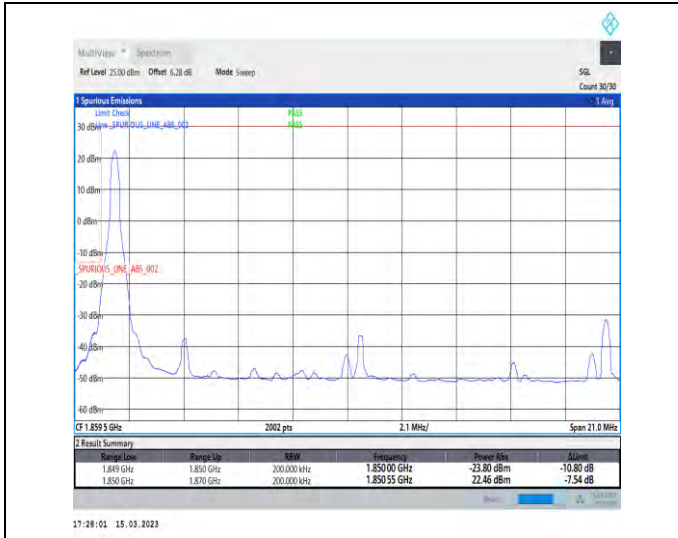 MultiView Spectrum
Ref Level 25.00 dBm Offset 6.28 dB Mode Sweep SGL
Count 30/30
1 Spurious Emissions 1 Avg
Limit Check PASS
Line _SPURIOUS_LINE_ABS_002 PASS
30 dBm
20 dBm
10 dBm
0 dBm
-10 dBm
_SPURIOUS_LINE_ABS_002
-20 dBm
-30 dBm
-40 dBm
-50 dBm
-60 dBm
CF 1.859 5 GHz 2002 pts 2.1 MHz/ Span 21.0 MHz
2 Result Summary
Range Low Range Up RBW Frequency Power Abs ΔLimit
1.849 GHz 1.850 GHz 200.000 kHz 1.850 00 GHz -23.80 dBm -10.80 dB
1.850 GHz 1.870 GHz 200.000 kHz 1.850 55 GHz 22.46 dBm -7.54 dB
17:28:01 15.03.2023